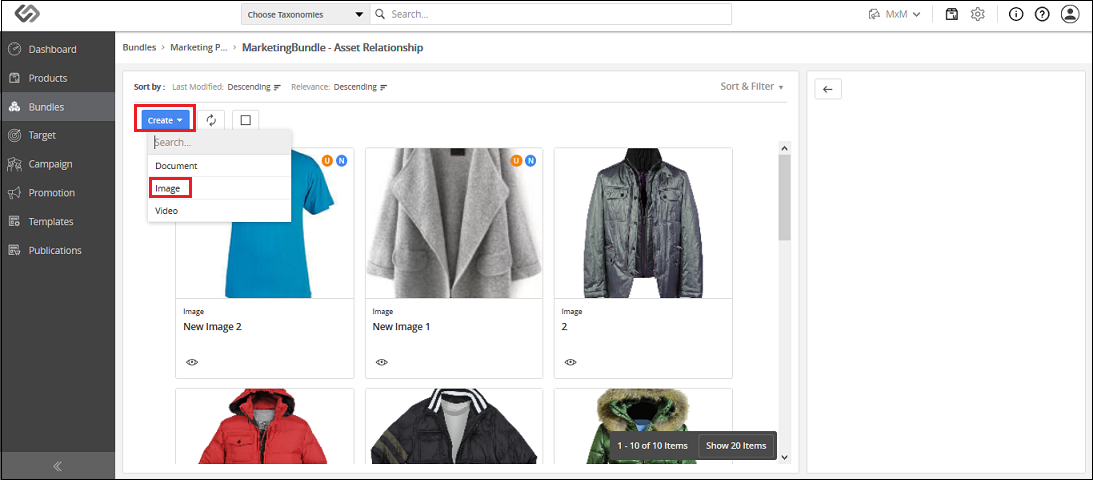 Choose Taxonomies
Search...
MxM
Dashboard
Products
Bundles
Target
Campaign
Promotion
Templates
Publications
Bundles > Marketing P... > MarketingBundle - Asset Relationship
Sort by : Last Modified: Descending Relevance: Descending
Sort & Filter
Create
Search...
Document
Image
Video
U N
U N
Image
New Image 2
Image
New Image 1
Image
2
1 - 10 of 10 Items
Show 20 Items